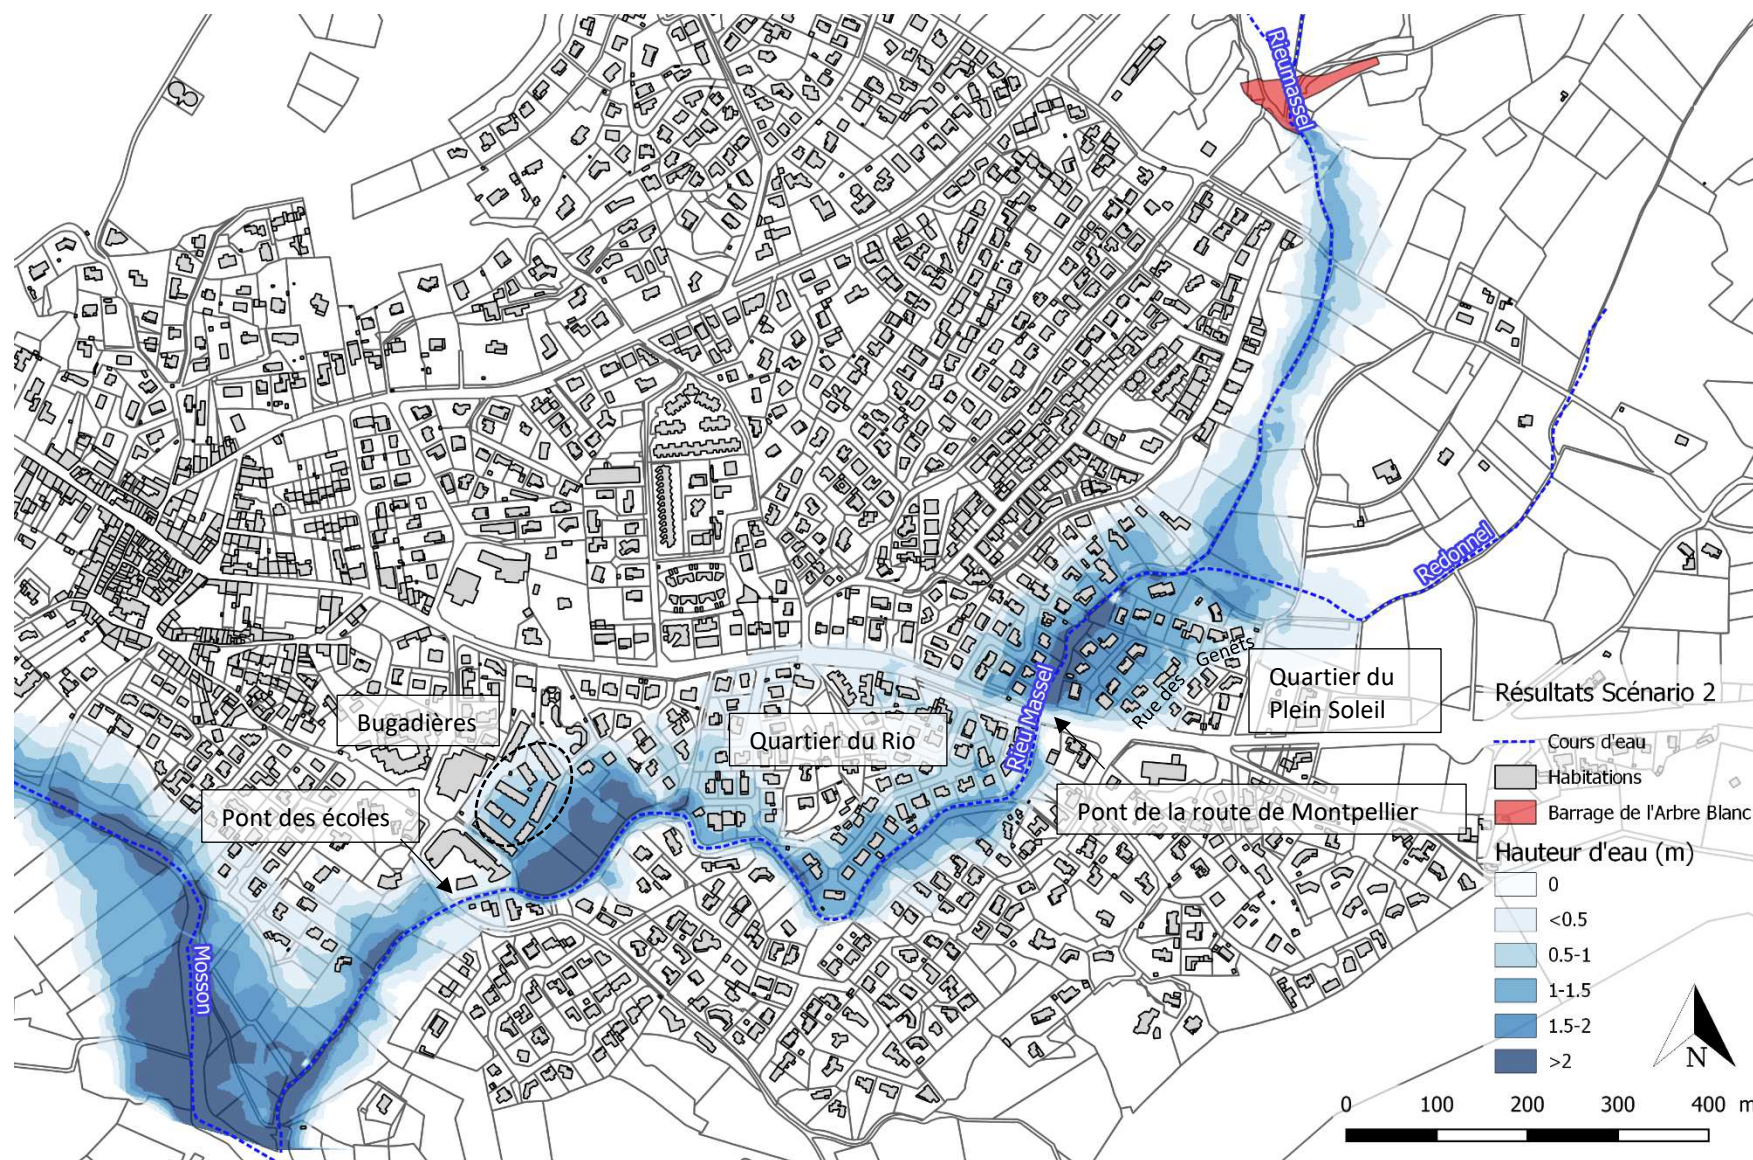 Rieumassel
Redonnel
Rue des Genêts
Quartier du
Plein Soleil
Rieu Massel
Bugadières
Quartier du Rio
Pont des écoles
Pont de la route de Montpellier
Mosson
Résultats Scénario 2
Cours d'eau
Habitations
Barrage de l'Arbre Blanc
Hauteur d'eau (m)
0
<0.5
0.5-1
1-1.5
1.5-2
>2
N
0 100 200 300 400 m